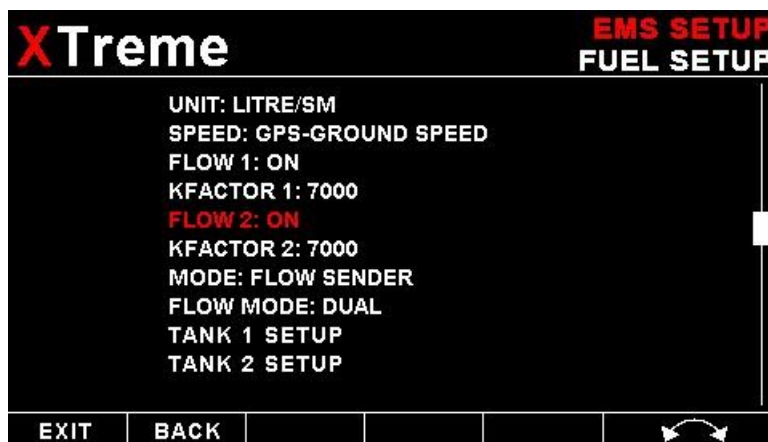 XTreme
EMS SETUP
FUEL SETUP
UNIT: LITRE/SM
SPEED: GPS-GROUND SPEED
FLOW 1: ON
KFACTOR 1: 7000
FLOW 2: ON
KFACTOR 2: 7000
MODE: FLOW SENDER
FLOW MODE: DUAL
TANK 1 SETUP
TANK 2 SETUP
EXIT BACK